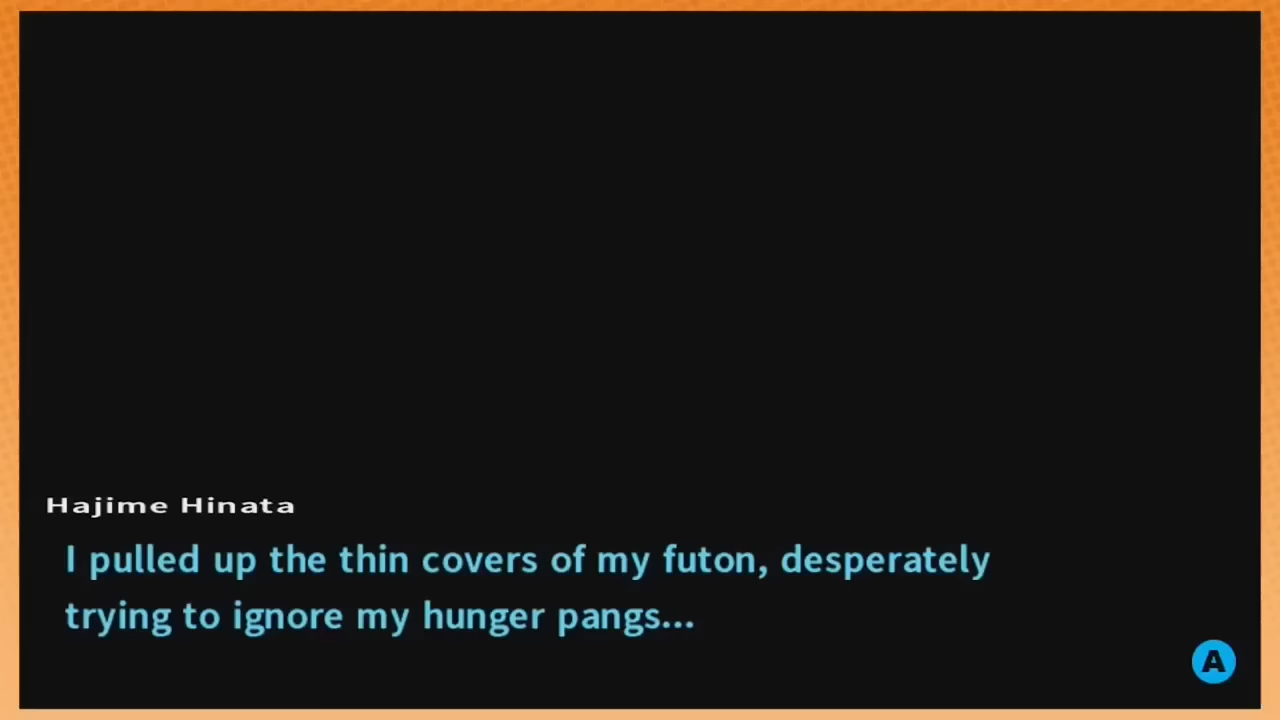 Hajime Hinata
I pulled up the thin covers of my futon, desperately
trying to ignore my hunger pangs...
A